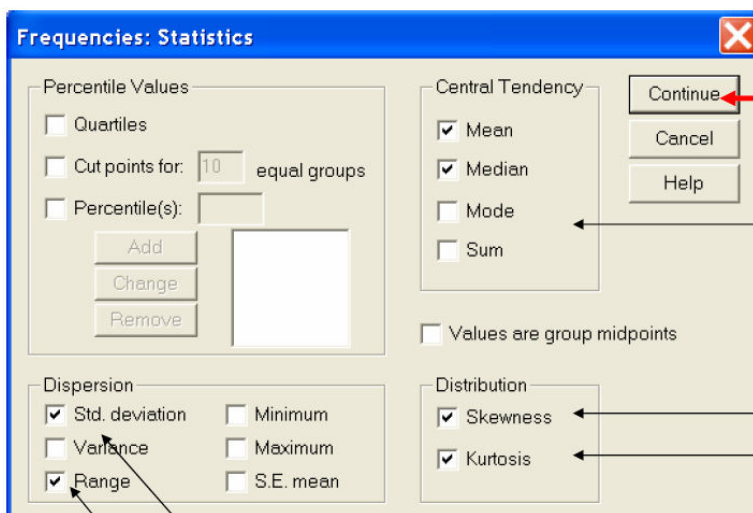 Frequencies: Statistics
Percentile Values
Quartiles
Cut points for: 10 equal groups
Percentile(s):
Add
Change
Remove
Central Tendency
Mean
Median
Mode
Sum
Continue
Cancel
Help
Values are group midpoints
Dispersion
Std. deviation Minimum
Variance Maximum
Range S.E. mean
Distribution
Skewness
Kurtosis